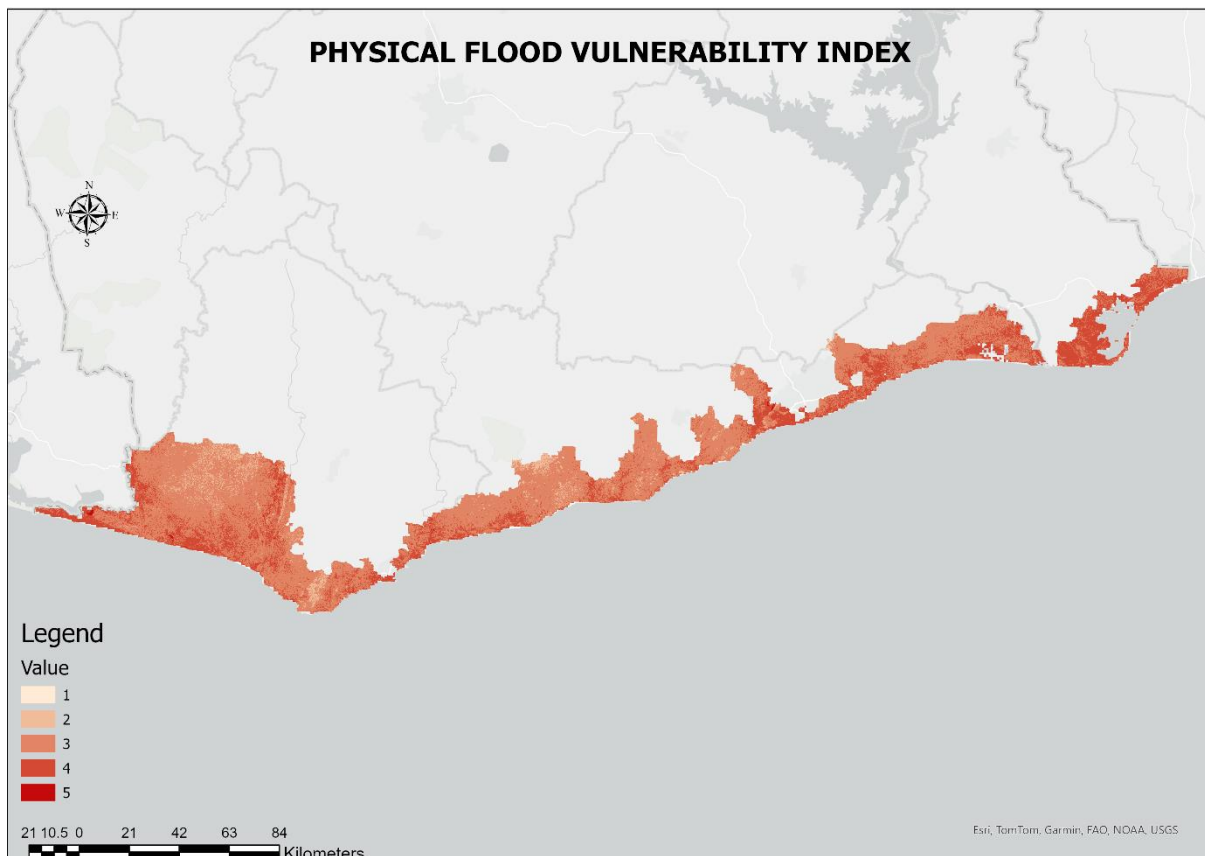 PHYSICAL FLOOD VULNERABILITY INDEX
N
W E
S
Legend
Value
1
2
3
4
5
21 10.5 0 21 42 63 84
Kilometers
Esri, TomTom, Garmin, FAO, NOAA, USGS